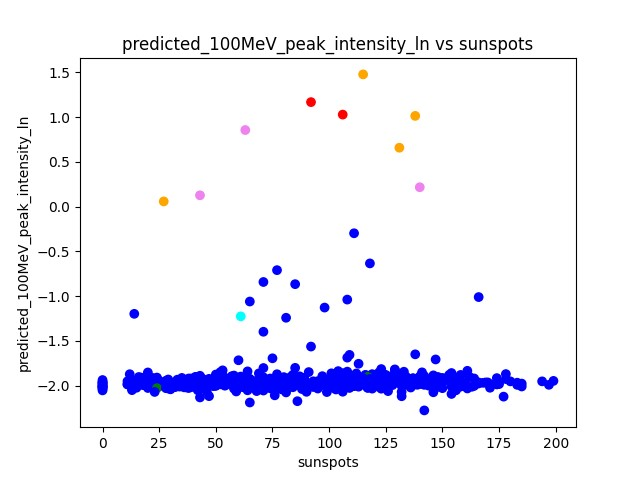 predicted_100MeV_peak_intensity_ln vs sunspots
predicted_100MeV_peak_intensity_ln
1.5
1.0
0.5
0.0
−0.5
−1.0
−1.5
−2.0
0 25 50 75 100 125 150 175 200
sunspots